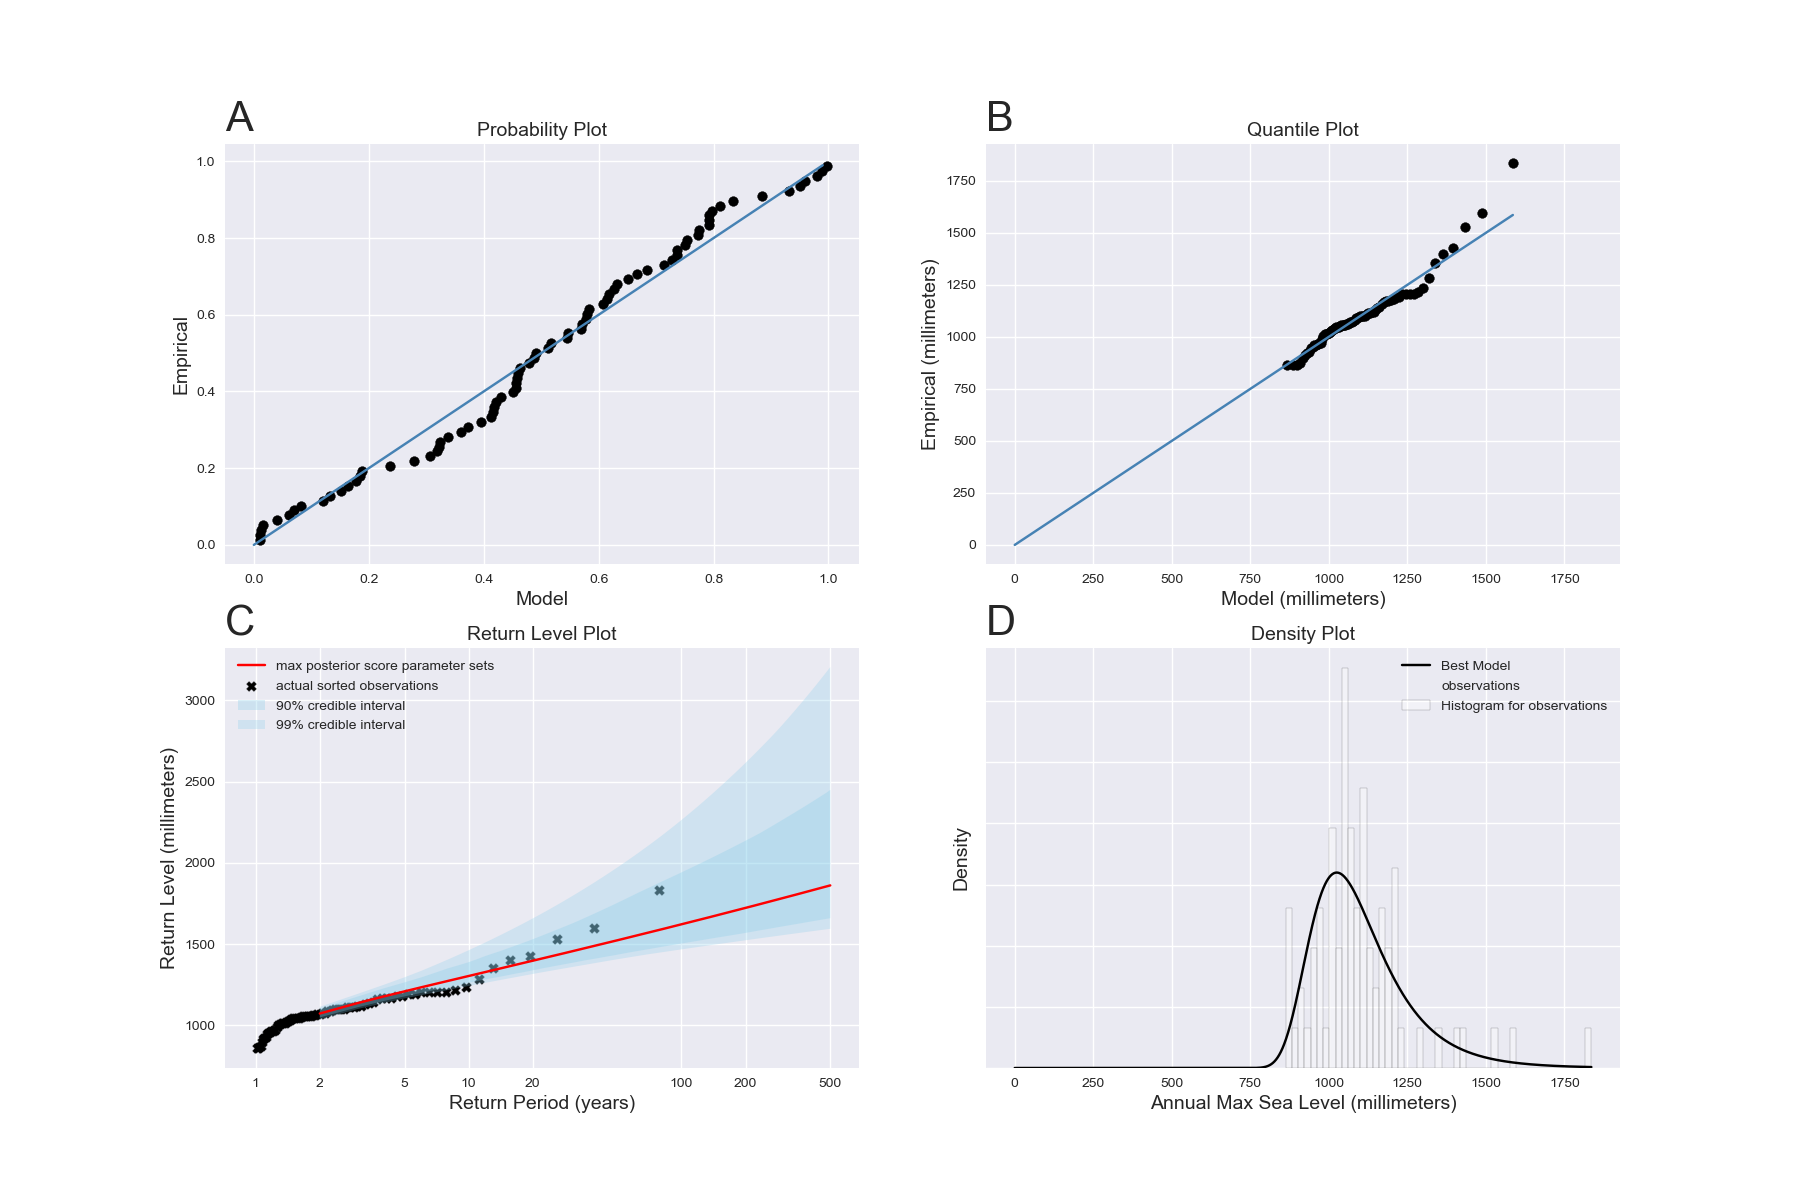 A
Probability Plot
1.0
0.8
0.6
0.4
0.2
0.0
Empirical
0.0 0.2 0.4 0.6 0.8 1.0
Model
B
Quantile Plot
1750
1500
1250
1000
750
500
250
0
Empirical (millimeters)
0 250 500 750 1000 1250 1500 1750
Model (millimeters)
C
Return Level Plot
max posterior score parameter sets
actual sorted observations
90% credible interval
99% credible interval
3000
2500
2000
1500
1000
Return Level (millimeters)
1 2 5 10 20 100 200 500
Return Period (years)
D
Density Plot
Best Model
observations
Histogram for observations
Density
0 250 500 750 1000 1250 1500 1750
Annual Max Sea Level (millimeters)